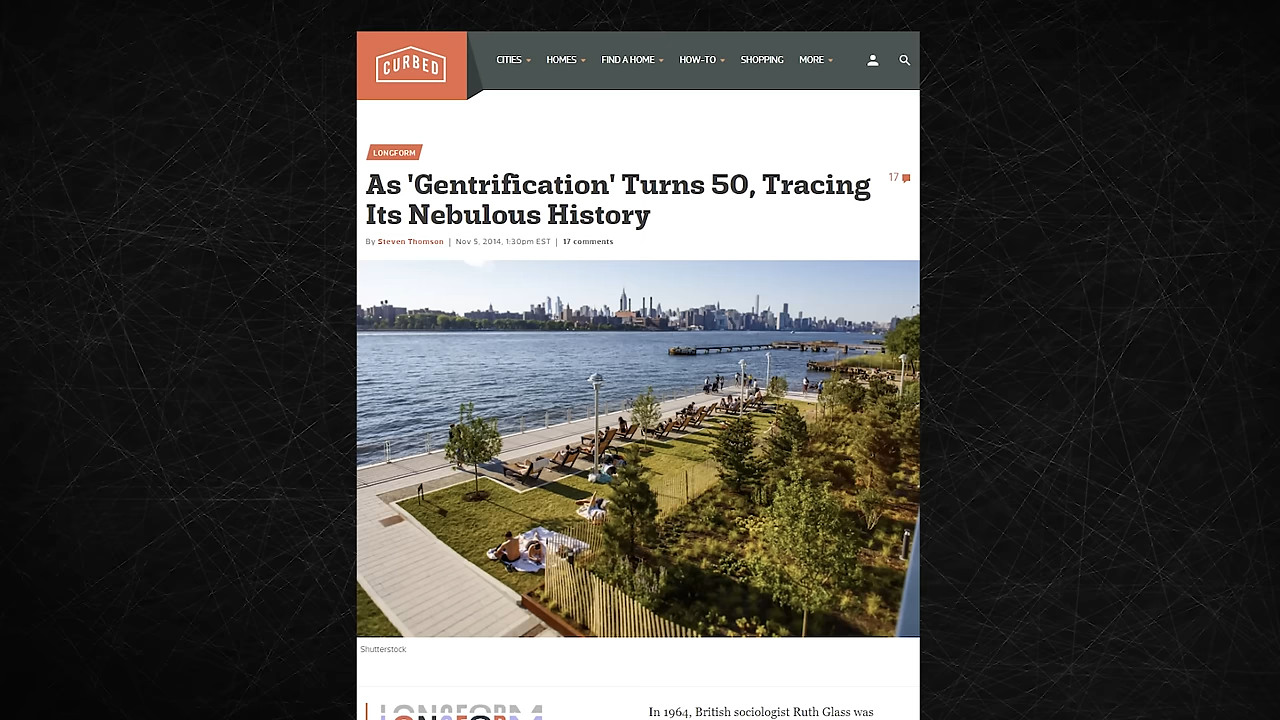 CURBED
CITIES HOMES FIND A HOME HOW-TO SHOPPING MORE
LONGFORM
As 'Gentrification' Turns 50, Tracing
Its Nebulous History
17
By Steven Thomson | Nov 5, 2014, 1:30pm EST | 17 comments
Shutterstock
LONGFORM
In 1964, British sociologist Ruth Glass was